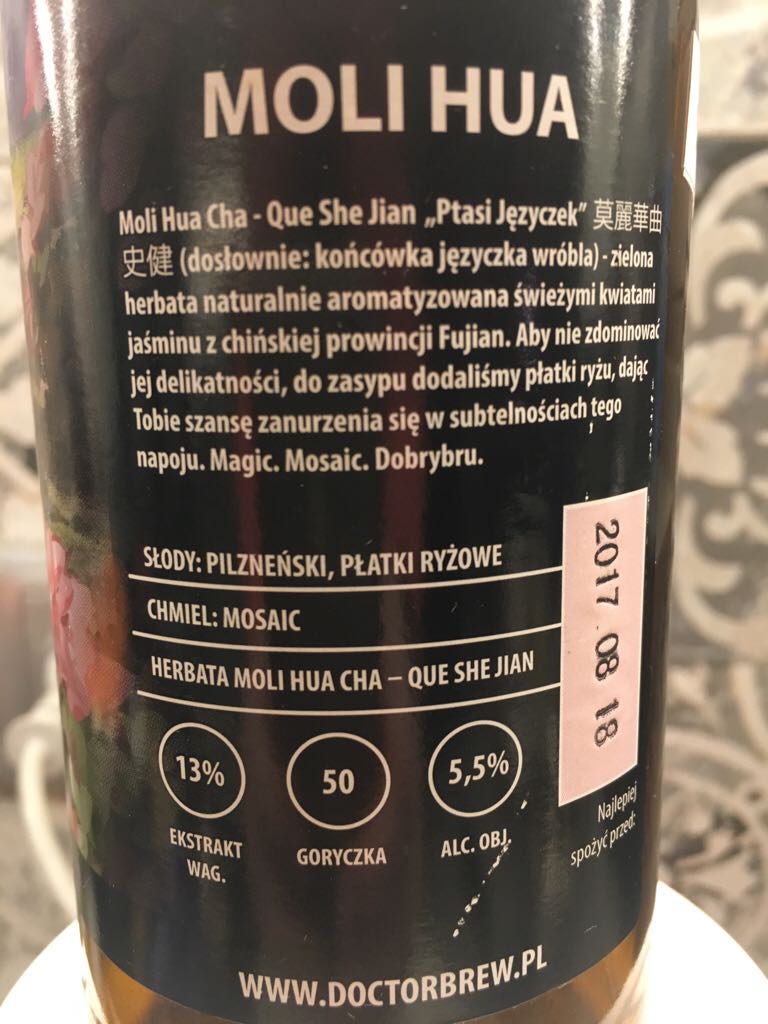 MOLI HUA
Moli Hua Cha - Que She Jian „Ptasi Języczek” 莫麗華曲
史健 (dosłownie: końcówka języczka wróbla) - zielona
herbata naturalnie aromatyzowana świeżymi kwiatami
jaśminu z chińskiej prowincji Fujian. Aby nie zdominować
jej delikatności, do zasypu dodaliśmy płatki ryżu, dając
Tobie szansę zanurzenia się w subtelnościach tego
napoju. Magic. Mosaic. Dobrybru.
SŁODY: PILZNEŃSKI, PŁATKI RYŻOWE
CHMIEL: MOSAIC
HERBATA MOLI HUA CHA – QUE SHE JIAN
2017 08 18
Najlepiej
spożyć przed:
13%
EKSTRAKT
WAG.
50
GORYCZKA
5,5%
ALC. OBJ.
WWW.DOCTORBREW.PL